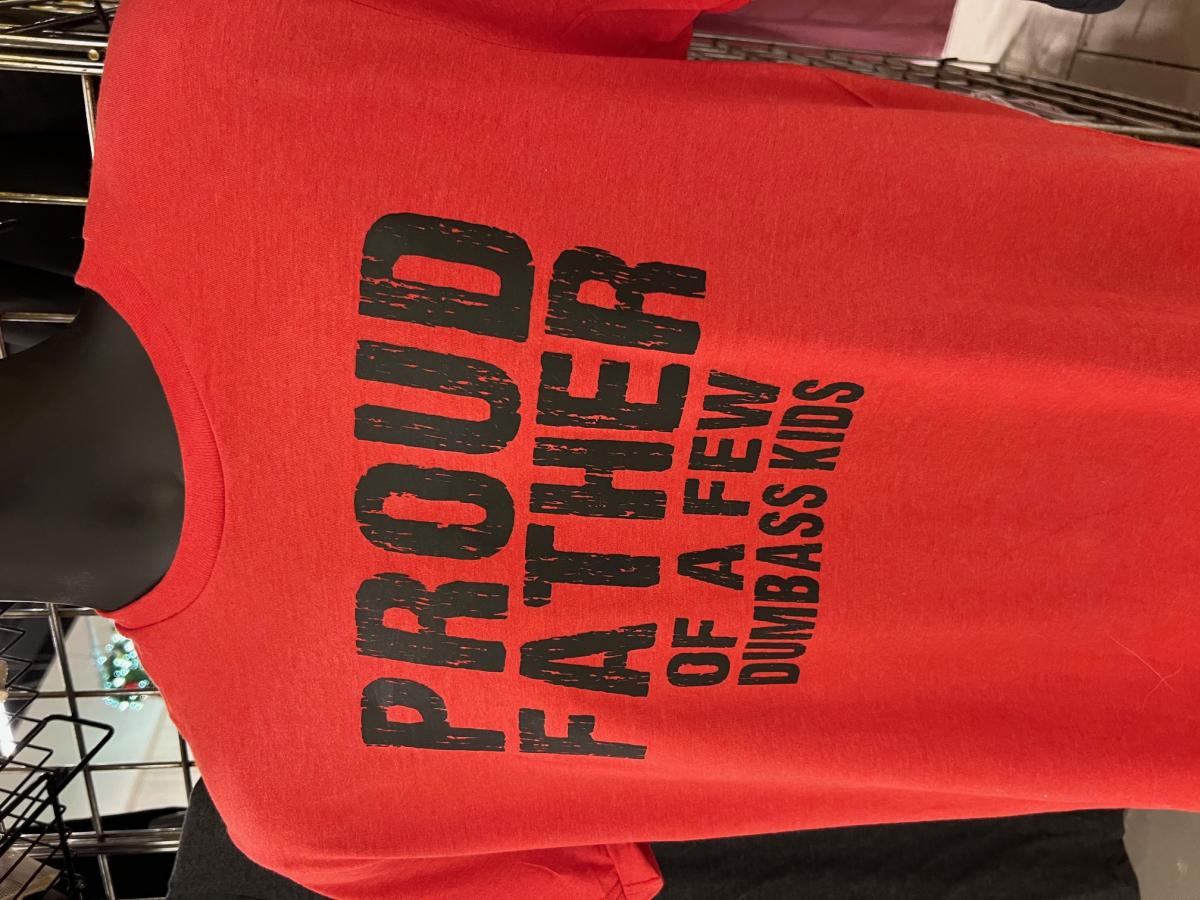 PROUD
FATHER
OF A FEW
DUMBASS KIDS